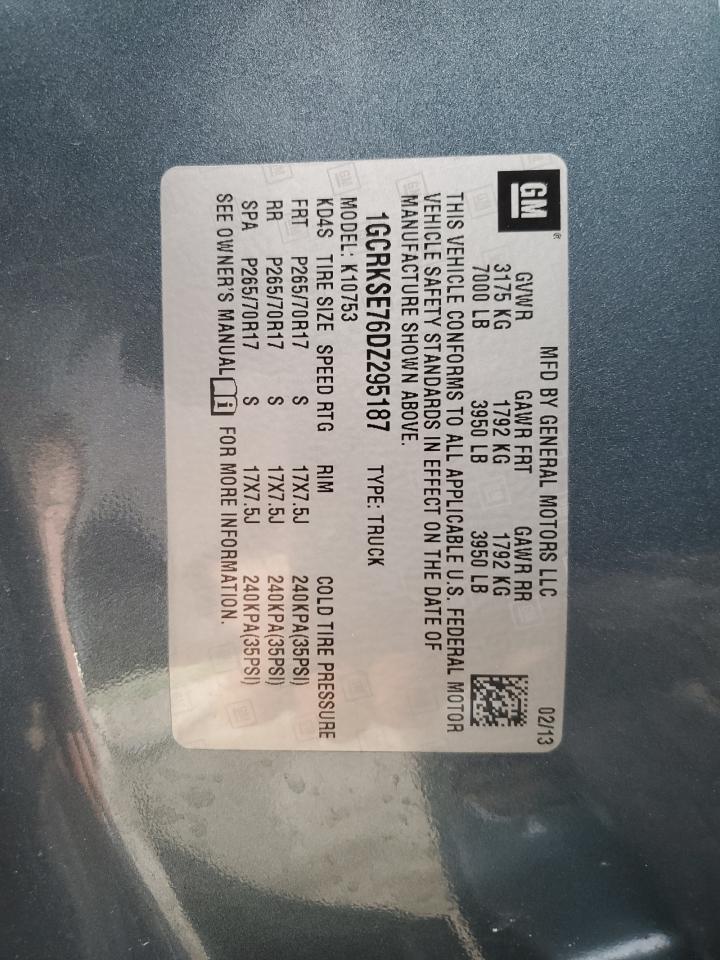 GM®
MFD BY GENERAL MOTORS LLC 02/13
GVWR GAWR FRT GAWR RR
3175 KG 1792 KG 1792 KG
7000 LB 3950 LB 3950 LB
THIS VEHICLE CONFORMS TO ALL APPLICABLE U.S. FEDERAL MOTOR
VEHICLE SAFETY STANDARDS IN EFFECT ON THE DATE OF
MANUFACTURE SHOWN ABOVE.
1GCRKSE76DZ295187 TYPE: TRUCK
MODEL: K10753
KD4S TIRE SIZE SPEED RTG RIM COLD TIRE PRESSURE
FRT P265/70R17 S 17X7.5J 240KPA(35PSI)
RR P265/70R17 S 17X7.5J 240KPA(35PSI)
SPA P265/70R17 S 17X7.5J 240KPA(35PSI)
SEE OWNER'S MANUAL i FOR MORE INFORMATION.